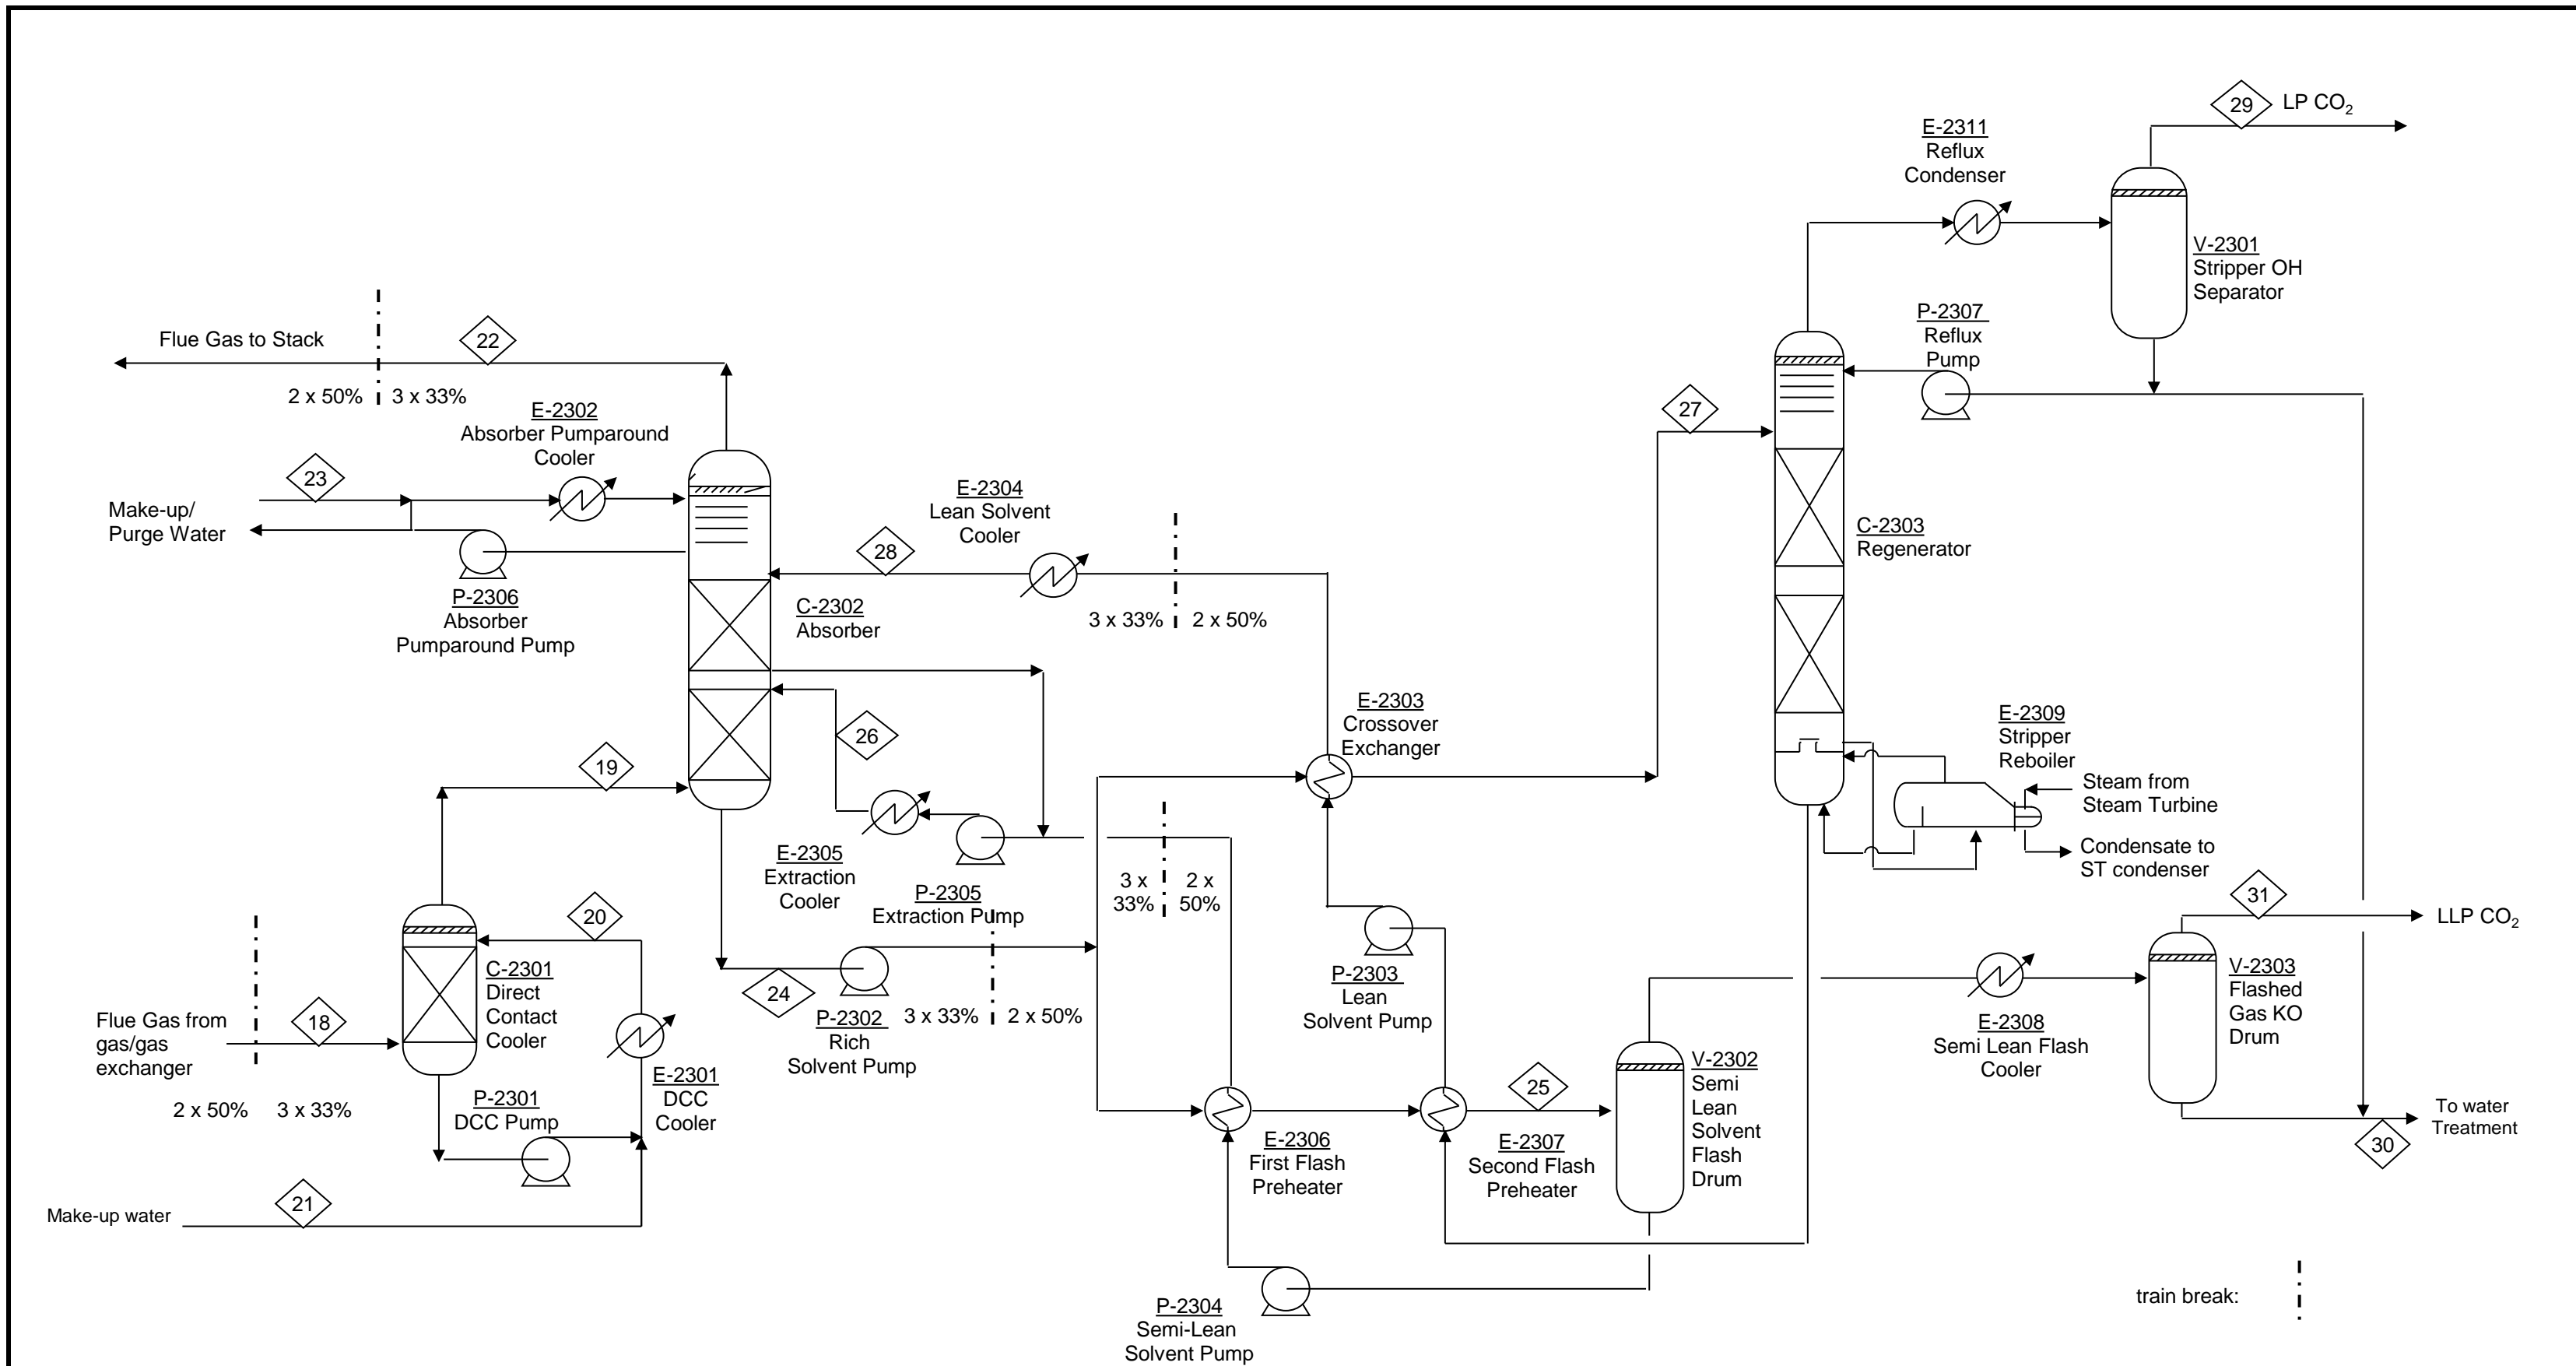 29
LP CO2
E-2311
Reflux
Condenser
V-2301
Stripper OH
Separator
P-2307
Reflux
Pump
Flue Gas to Stack
22
2 x 50%
3 x 33%
E-2302
Absorber Pumparound
Cooler
23
Make-up/
Purge Water
P-2306
Absorber
Pumparound Pump
E-2304
Lean Solvent
Cooler
28
3 x 33%
2 x 50%
C-2302
Absorber
27
C-2303
Regenerator
E-2303
Crossover
Exchanger
E-2309
Stripper
Reboiler
Steam from
Steam Turbine
Condensate to
ST condenser
19
26
E-2305
Extraction
Cooler
P-2305
Extraction Pump
3 x
33%
2 x
50%
20
C-2301
Direct
Contact
Cooler
Flue Gas from
gas/gas
exchanger
18
2 x 50%
3 x 33%
P-2301
DCC Pump
E-2301
DCC
Cooler
21
Make-up water
24
P-2302
Rich
Solvent Pump
3 x 33%
2 x 50%
P-2303
Lean
Solvent Pump
E-2306
First Flash
Preheater
25
E-2307
Second Flash
Preheater
V-2302
Semi
Lean
Solvent
Flash
Drum
E-2308
Semi Lean Flash
Cooler
31
LLP CO2
V-2303
Flashed
Gas KO
Drum
To water
Treatment
30
P-2304
Semi-Lean
Solvent Pump
train break: